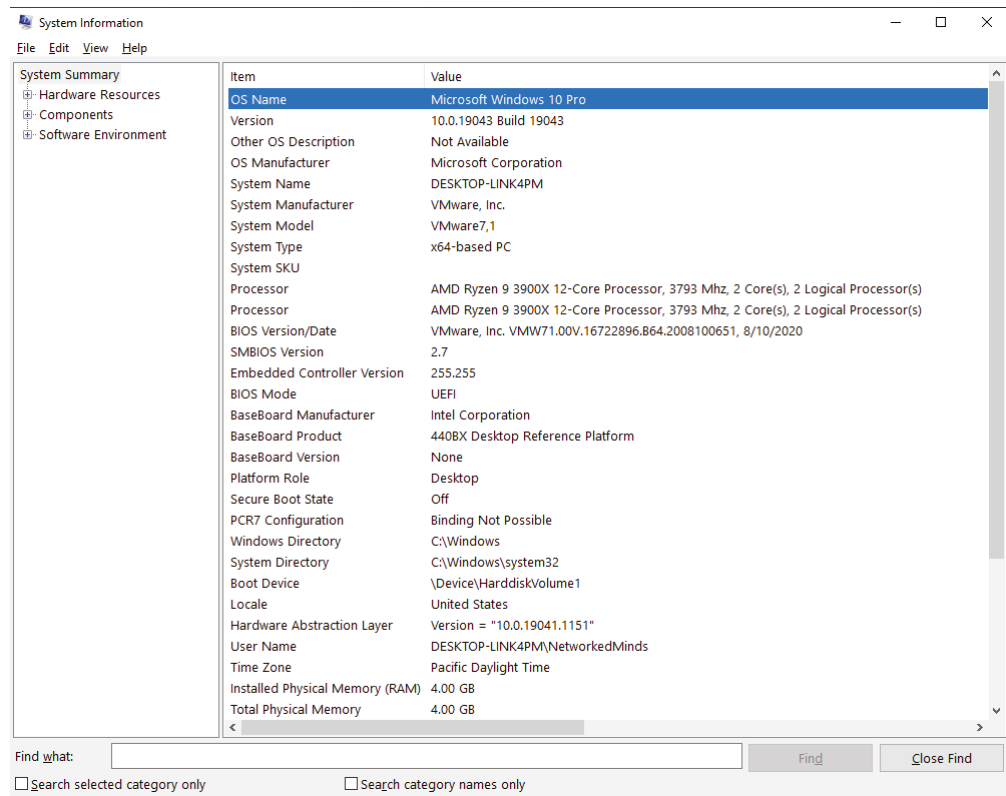 System Information
File Edit View Help
System Summary
Hardware Resources
Components
Software Environment
Item Value
OS Name Microsoft Windows 10 Pro
Version 10.0.19043 Build 19043
Other OS Description Not Available
OS Manufacturer Microsoft Corporation
System Name DESKTOP-LINK4PM
System Manufacturer VMware, Inc.
System Model VMware7,1
System Type x64-based PC
System SKU
Processor AMD Ryzen 9 3900X 12-Core Processor, 3793 Mhz, 2 Core(s), 2 Logical Processor(s)
Processor AMD Ryzen 9 3900X 12-Core Processor, 3793 Mhz, 2 Core(s), 2 Logical Processor(s)
BIOS Version/Date VMware, Inc. VMW71.00V.16722896.B64.2008100651, 8/10/2020
SMBIOS Version 2.7
Embedded Controller Version 255.255
BIOS Mode UEFI
BaseBoard Manufacturer Intel Corporation
BaseBoard Product 440BX Desktop Reference Platform
BaseBoard Version None
Platform Role Desktop
Secure Boot State Off
PCR7 Configuration Binding Not Possible
Windows Directory C:\Windows
System Directory C:\Windows\system32
Boot Device \Device\HarddiskVolume1
Locale United States
Hardware Abstraction Layer Version = "10.0.19041.1151"
User Name DESKTOP-LINK4PM\NetworkedMinds
Time Zone Pacific Daylight Time
Installed Physical Memory (RAM) 4.00 GB
Total Physical Memory 4.00 GB
Find what: Find Close Find
Search selected category only Search category names only